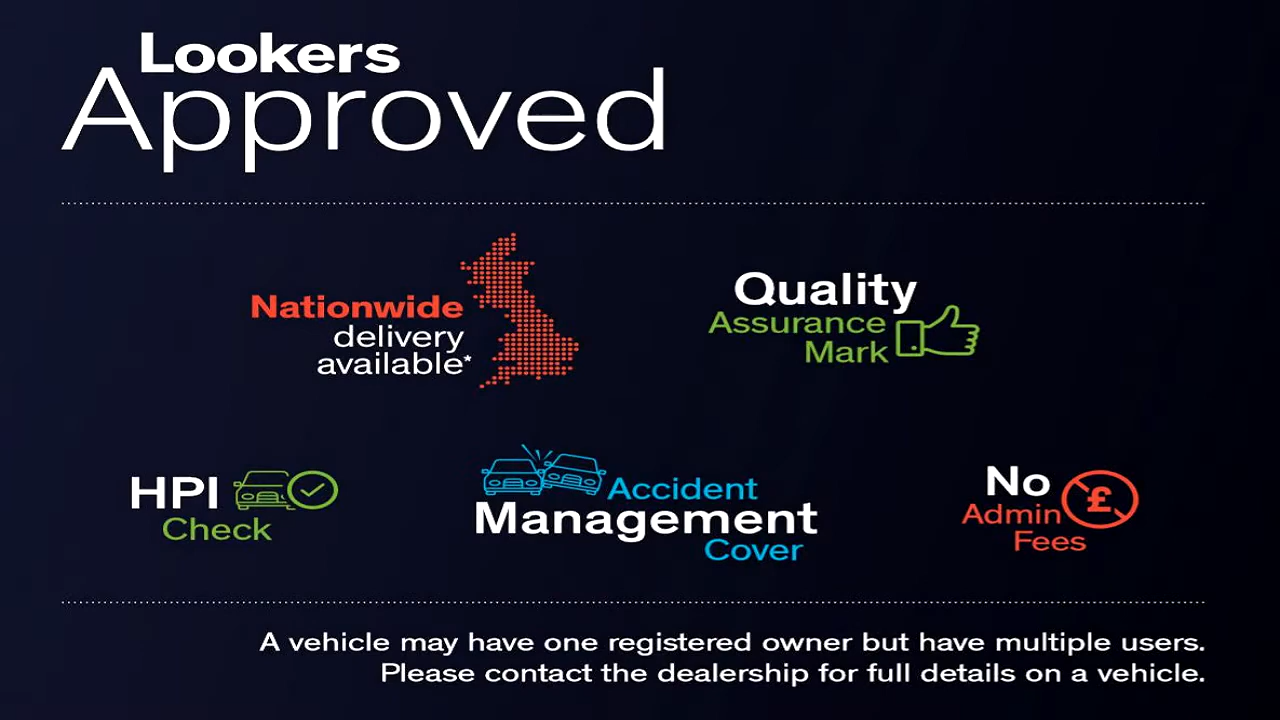 Lookers
Approved
Nationwide
delivery
available*
Quality
Assurance
Mark
HPI
Check
Accident
Management
Cover
No
Admin
£
Fees
A vehicle may have one registered owner but have multiple users.
Please contact the dealership for full details on a vehicle.